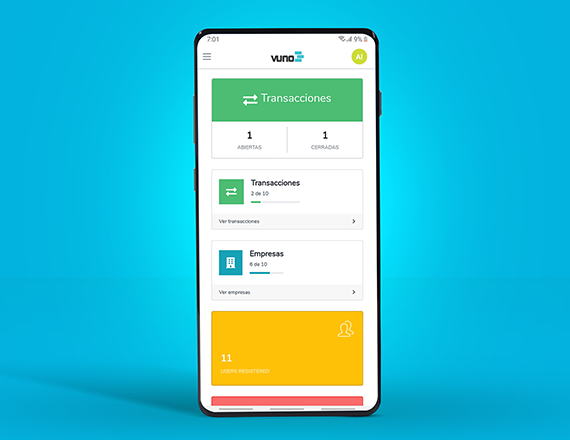 7:01
9%
VUNO
AI
Transacciones
1
1
ABIERTAS
CERRADAS
Transacciones
2 de 10
Ver transacciones
Empresas
6 de 10
Ver empresas
11
USERS REGISTERED!